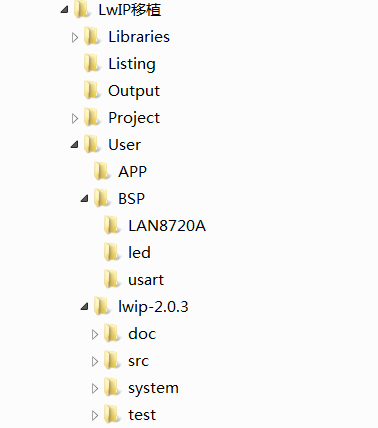 LwIP移植
Libraries
Listing
Output
Project
User
APP
BSP
LAN8720A
led
usart
lwip-2.0.3
doc
src
system
test